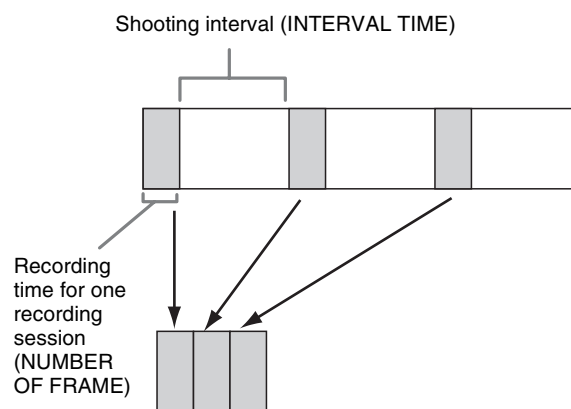 Shooting interval (INTERVAL TIME)
Recording
time for one
recording
session
(NUMBER
OF FRAME)